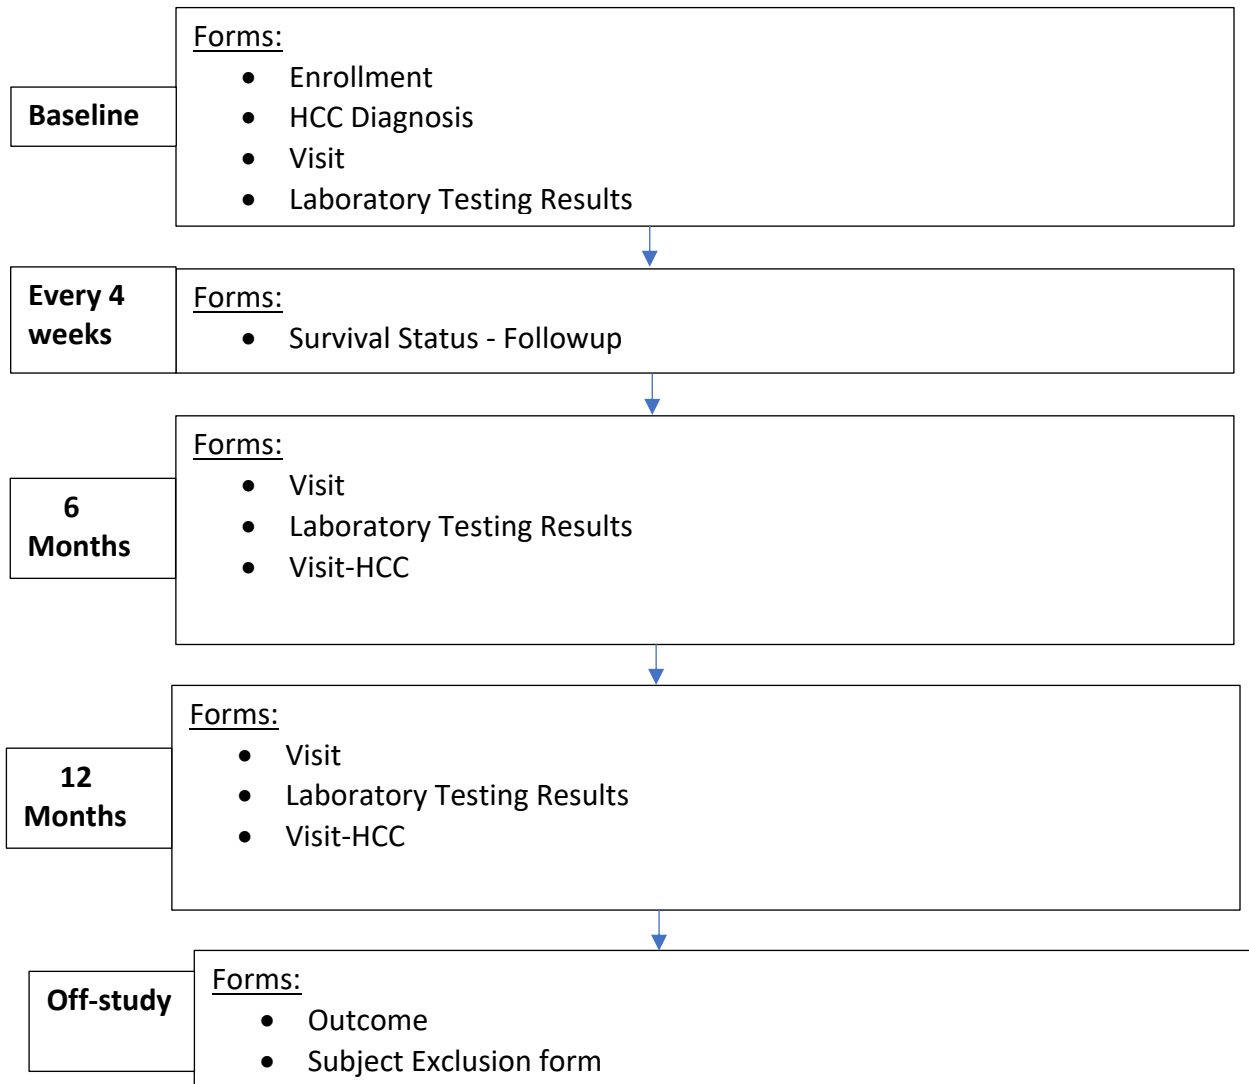 Forms:
• Enrollment
Baseline
• HCC Diagnosis
• Visit
• Laboratory Testing Results
Every 4
weeks
Forms:
• Survival Status - Followup
Forms:
• Visit
6
Months
• Laboratory Testing Results
• Visit-HCC
Forms:
• Visit
12
Months
• Laboratory Testing Results
• Visit-HCC
Off-study
Forms:
• Outcome
• Subject Exclusion form